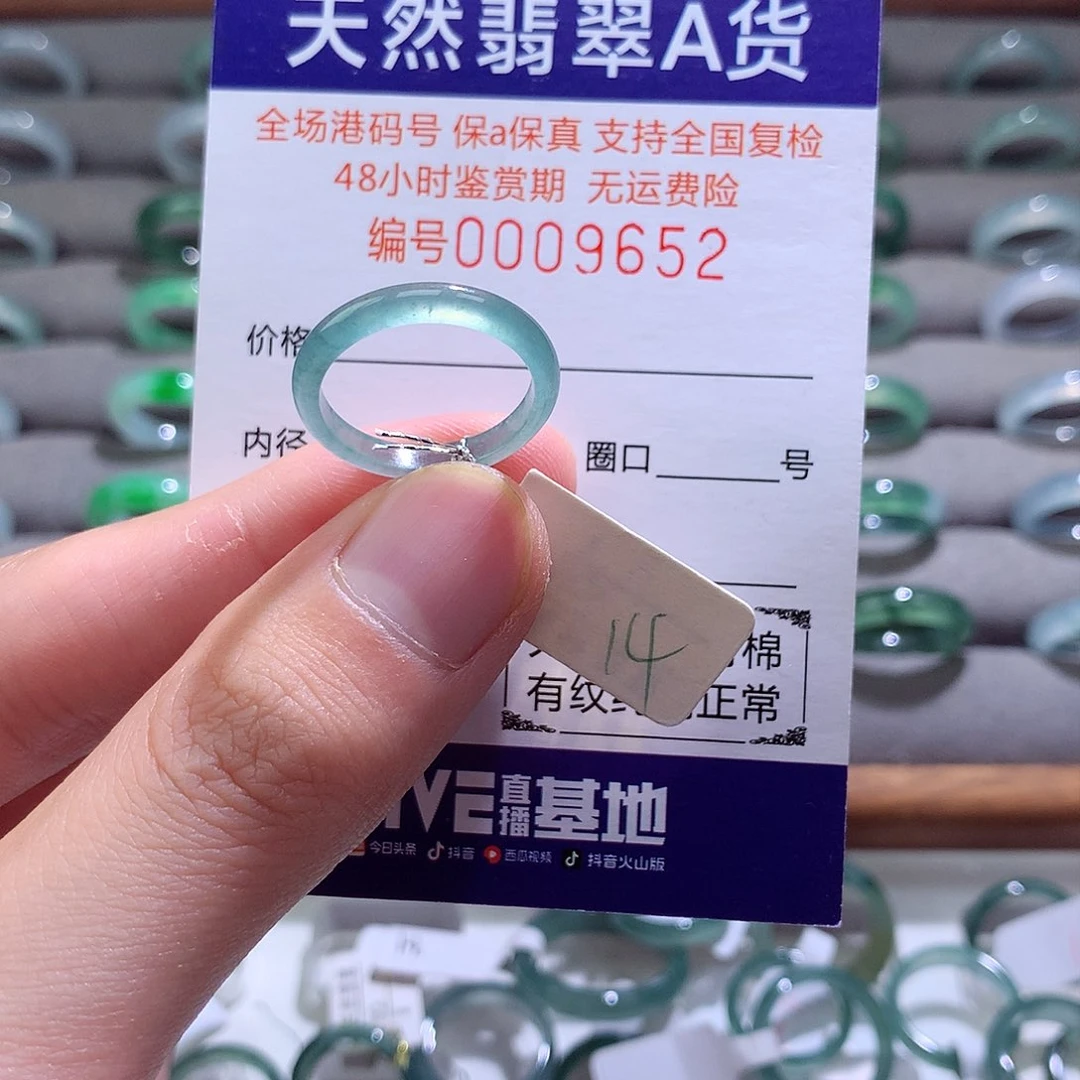 天然翡翠A货
全场港码号 保a保真 支持全国复检
48小时鉴赏期 无运费险
编号0009652
价格
内径
圈口 号
14
棉
有纹 正常
直播基地
今日头条 抖音 西瓜视频 抖音火山版